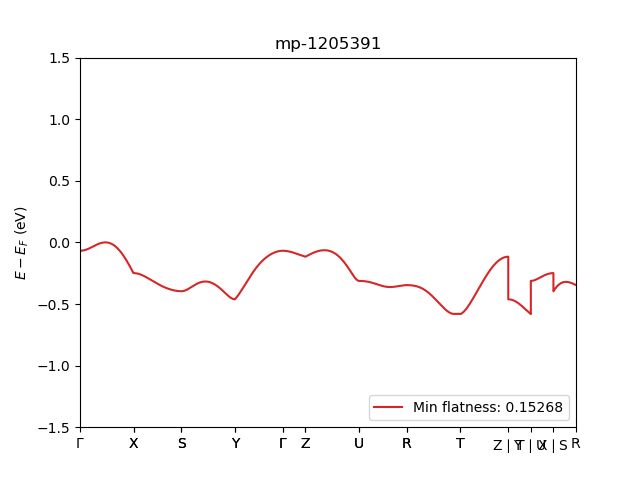 mp-1205391
E − E_F (eV)
1.5
1.0
0.5
0.0
−0.5
−1.0
−1.5
Min flatness: 0.15268
Γ X S Y Γ Z U R T Z | Y T | U X | S R